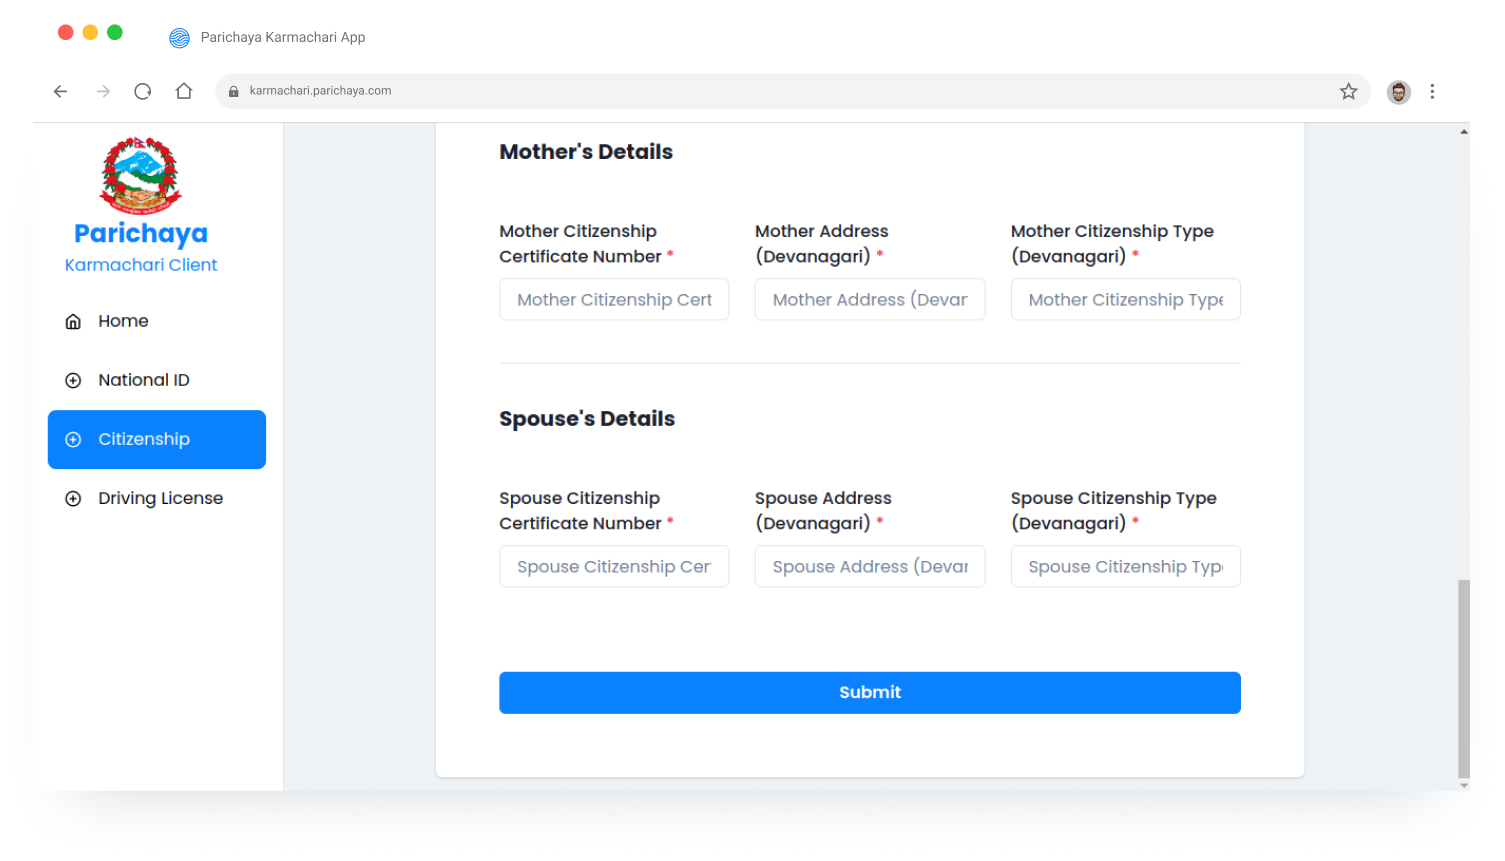 Parichaya Karmachari App
karmachari.parichaya.com
Parichaya
Karmachari Client
Home
National ID
Citizenship
Driving License
Mother's Details
Mother Citizenship
Certificate Number *
Mother Address
(Devanagari) *
Mother Citizenship Type
(Devanagari) *
Mother Citizenship Cert
Mother Address (Devar
Mother Citizenship Type
Spouse's Details
Spouse Citizenship
Certificate Number *
Spouse Address
(Devanagari) *
Spouse Citizenship Type
(Devanagari) *
Spouse Citizenship Cer
Spouse Address (Devar
Spouse Citizenship Typ
Submit